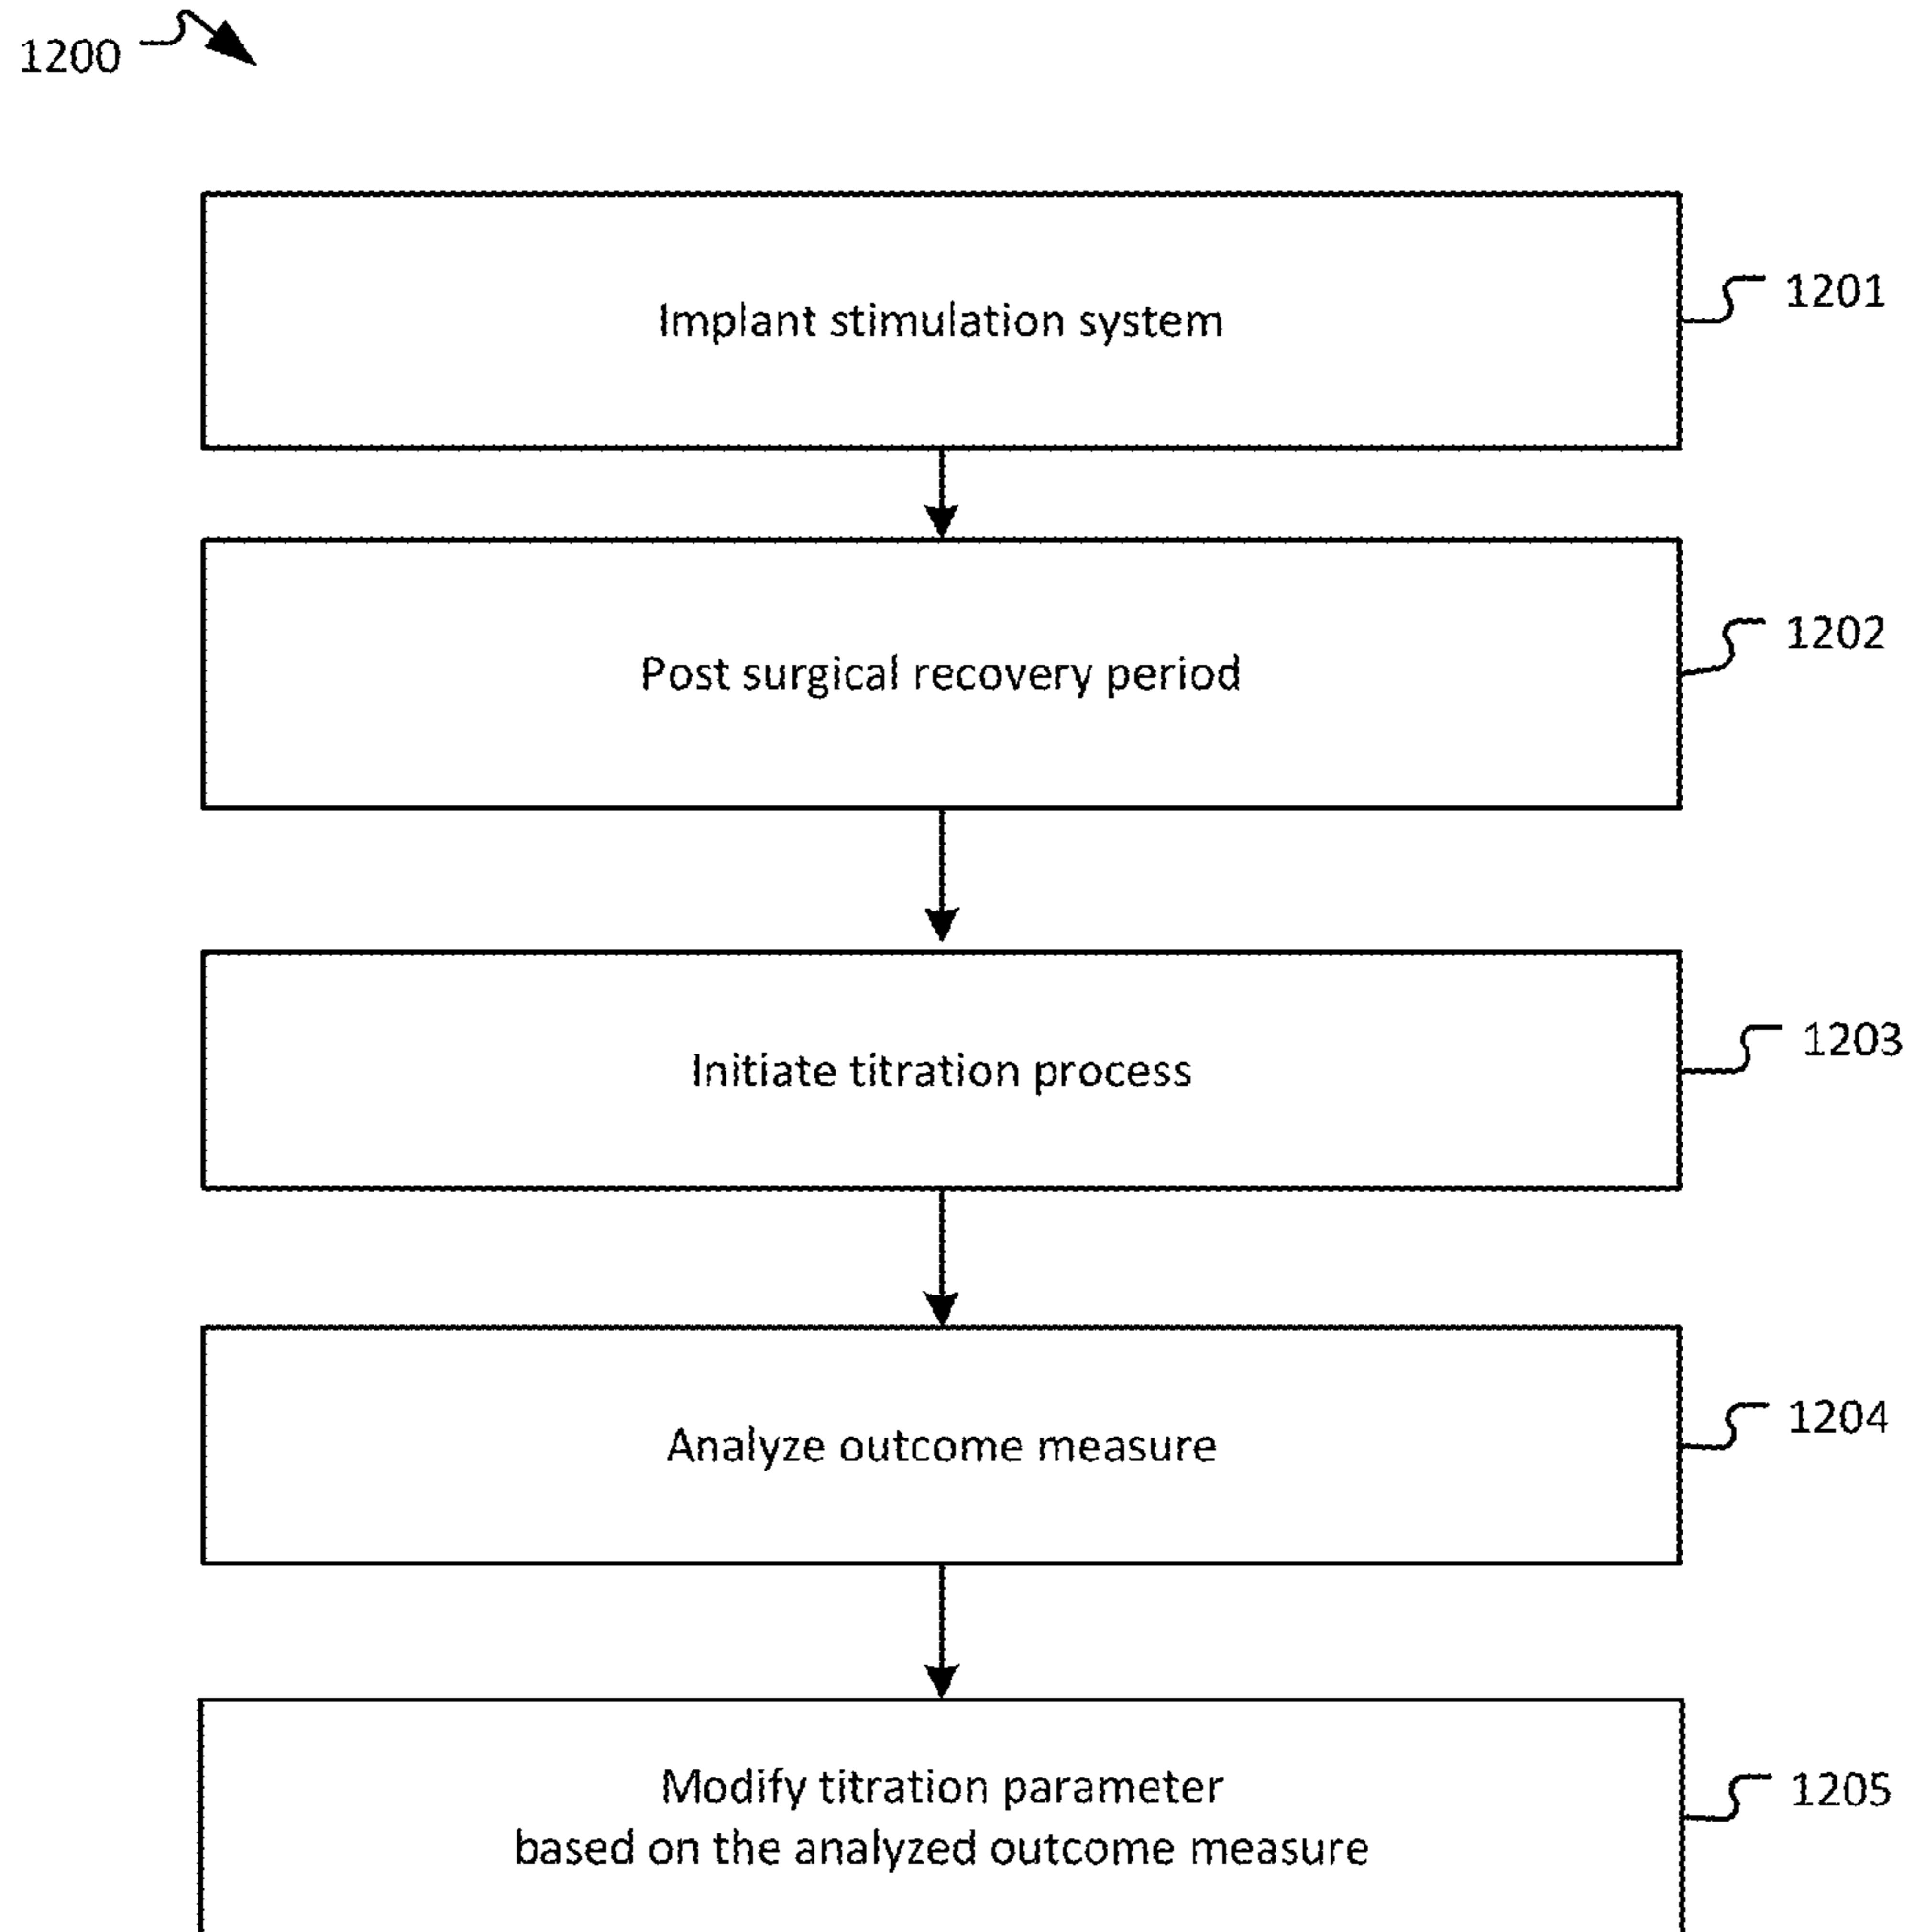 1200
Implant stimulation system
1201
Post surgical recovery period
1202
Initiate titration process
1203
Analyze outcome measure
1204
Modify titration parameter
based on the analyzed outcome measure
1205